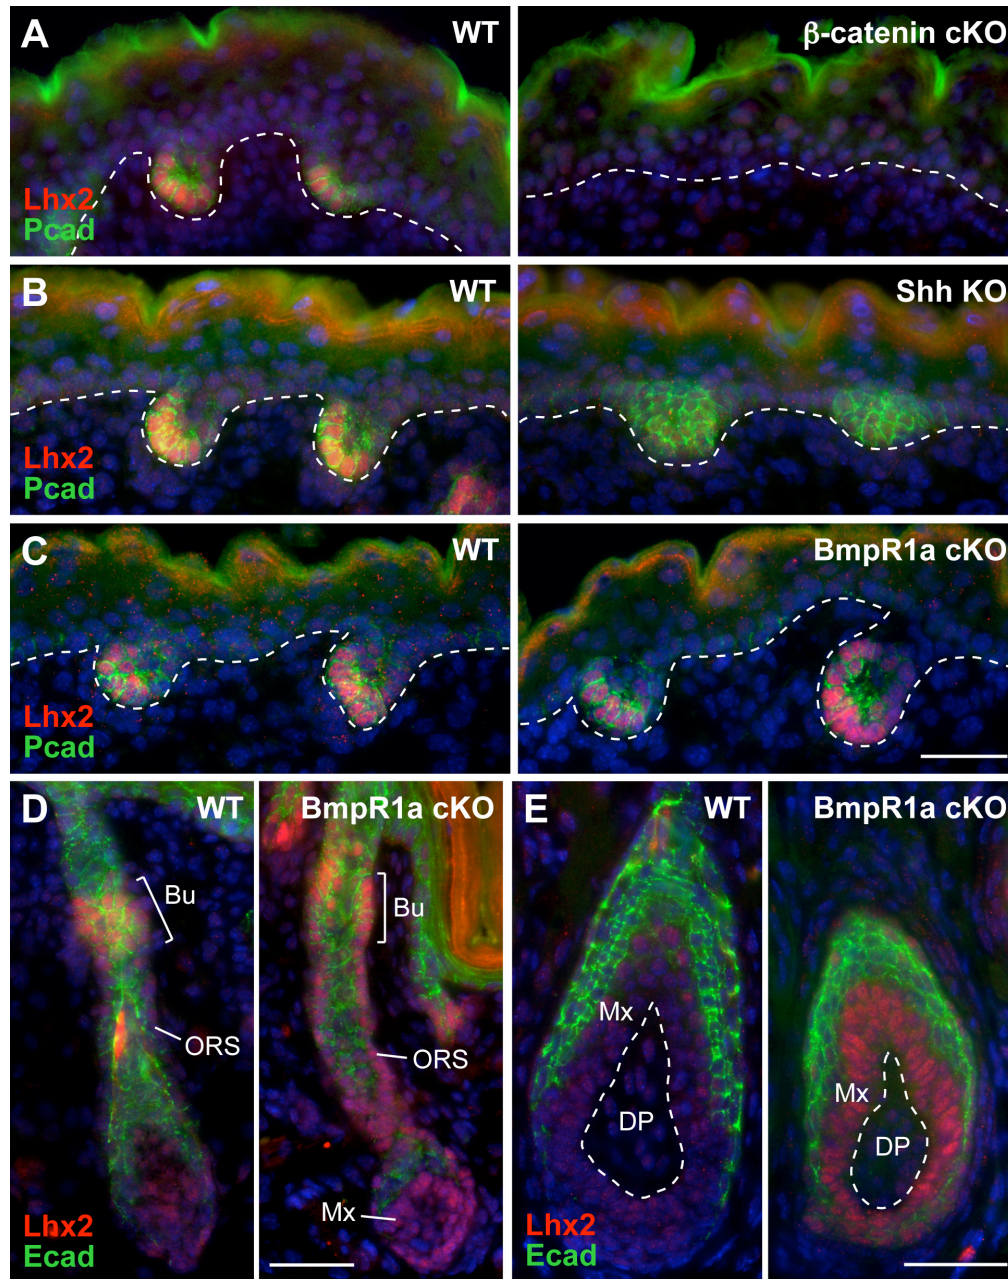 A WT β-catenin cKO
Lhx2
Pcad
B WT Shh KO
Lhx2
Pcad
C WT BmpR1a cKO
Lhx2
Pcad
D WT BmpR1a cKO E WT BmpR1a cKO
Bu Bu
ORS ORS
Mx Mx Mx
DP DP
Lhx2 Lhx2
Ecad Ecad